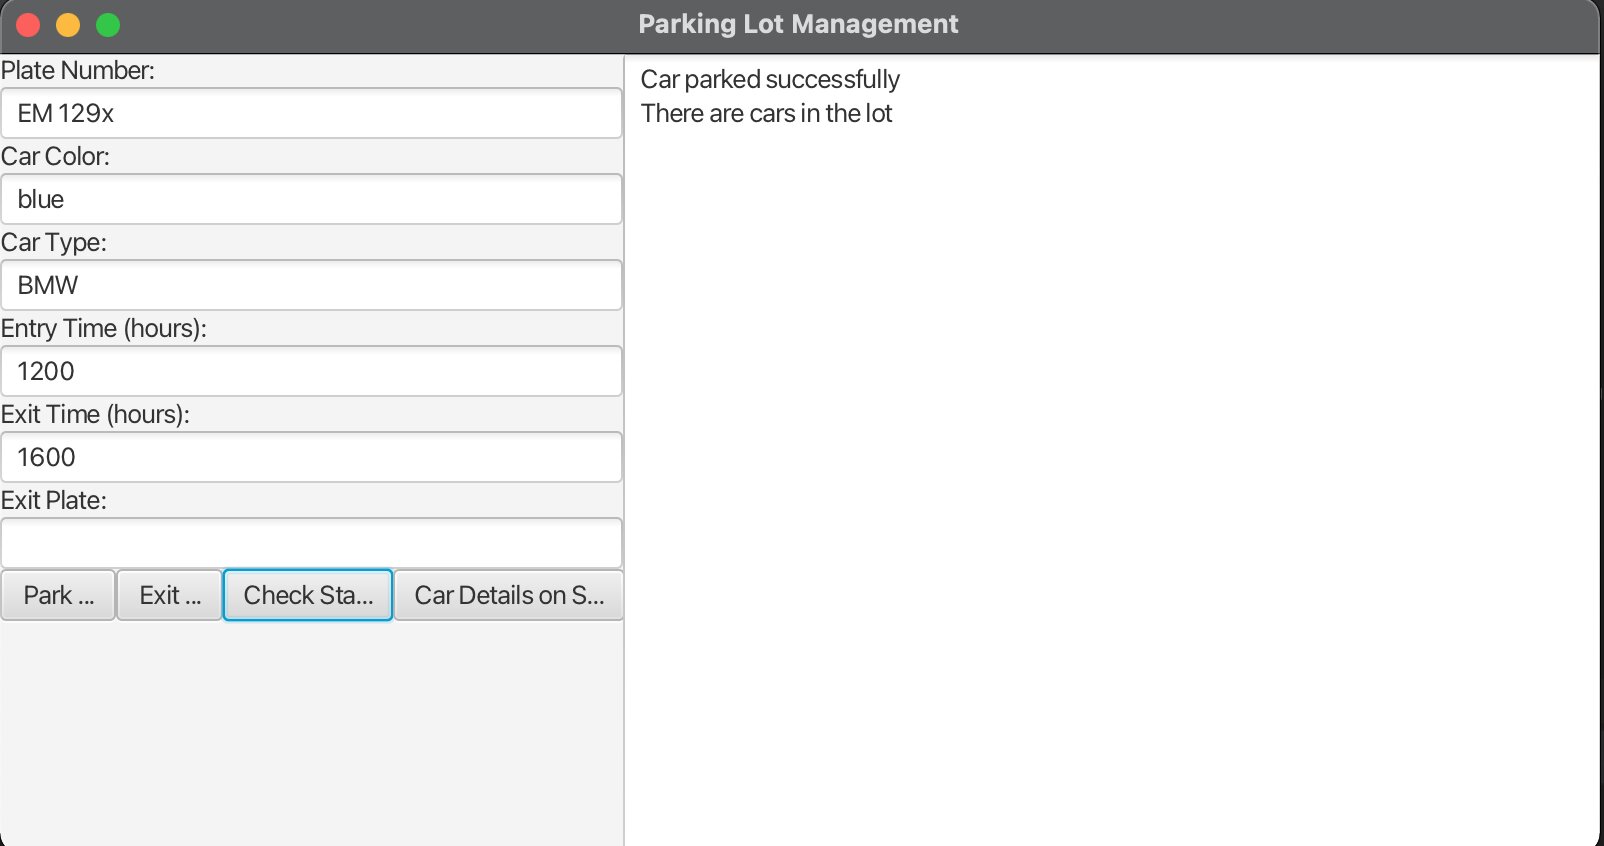 Parking Lot Management
Plate Number:
EM 129x
Car Color:
blue
Car Type:
BMW
Entry Time (hours):
1200
Exit Time (hours):
1600
Exit Plate:
Park ... Exit ... Check Sta... Car Details on S...
Car parked successfully
There are cars in the lot